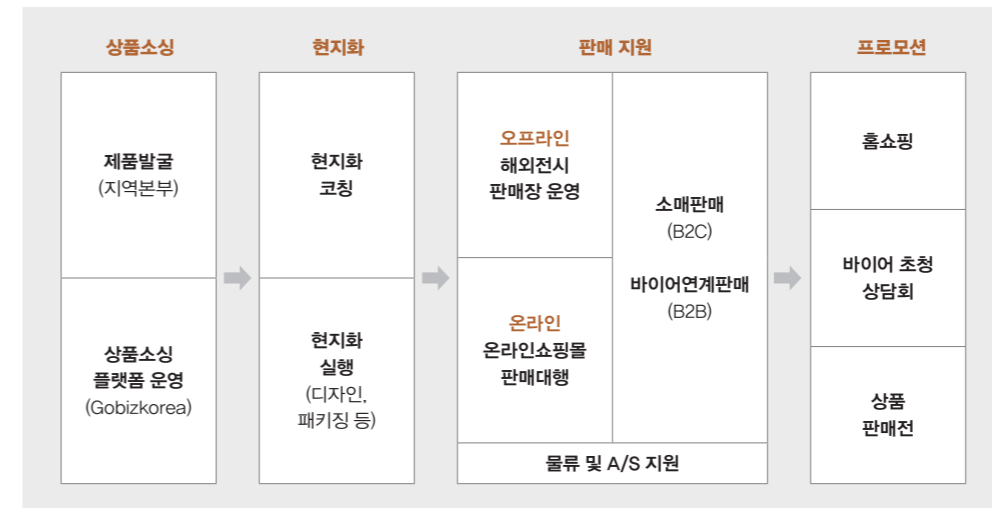 상품소싱
제품발굴
(지역본부)
상품소싱
플랫폼 운영
(Gobizkorea)
현지화
현지화
코칭
현지화
실행
(디자인,
패키징 등)
판매 지원
오프라인
해외전시
판매장 운영
온라인
온라인쇼핑몰
판매대행
소매판매
(B2C)
바이어연계판매
(B2B)
물류 및 A/S 지원
프로모션
홈쇼핑
바이어 초청
상담회
상품
판매전